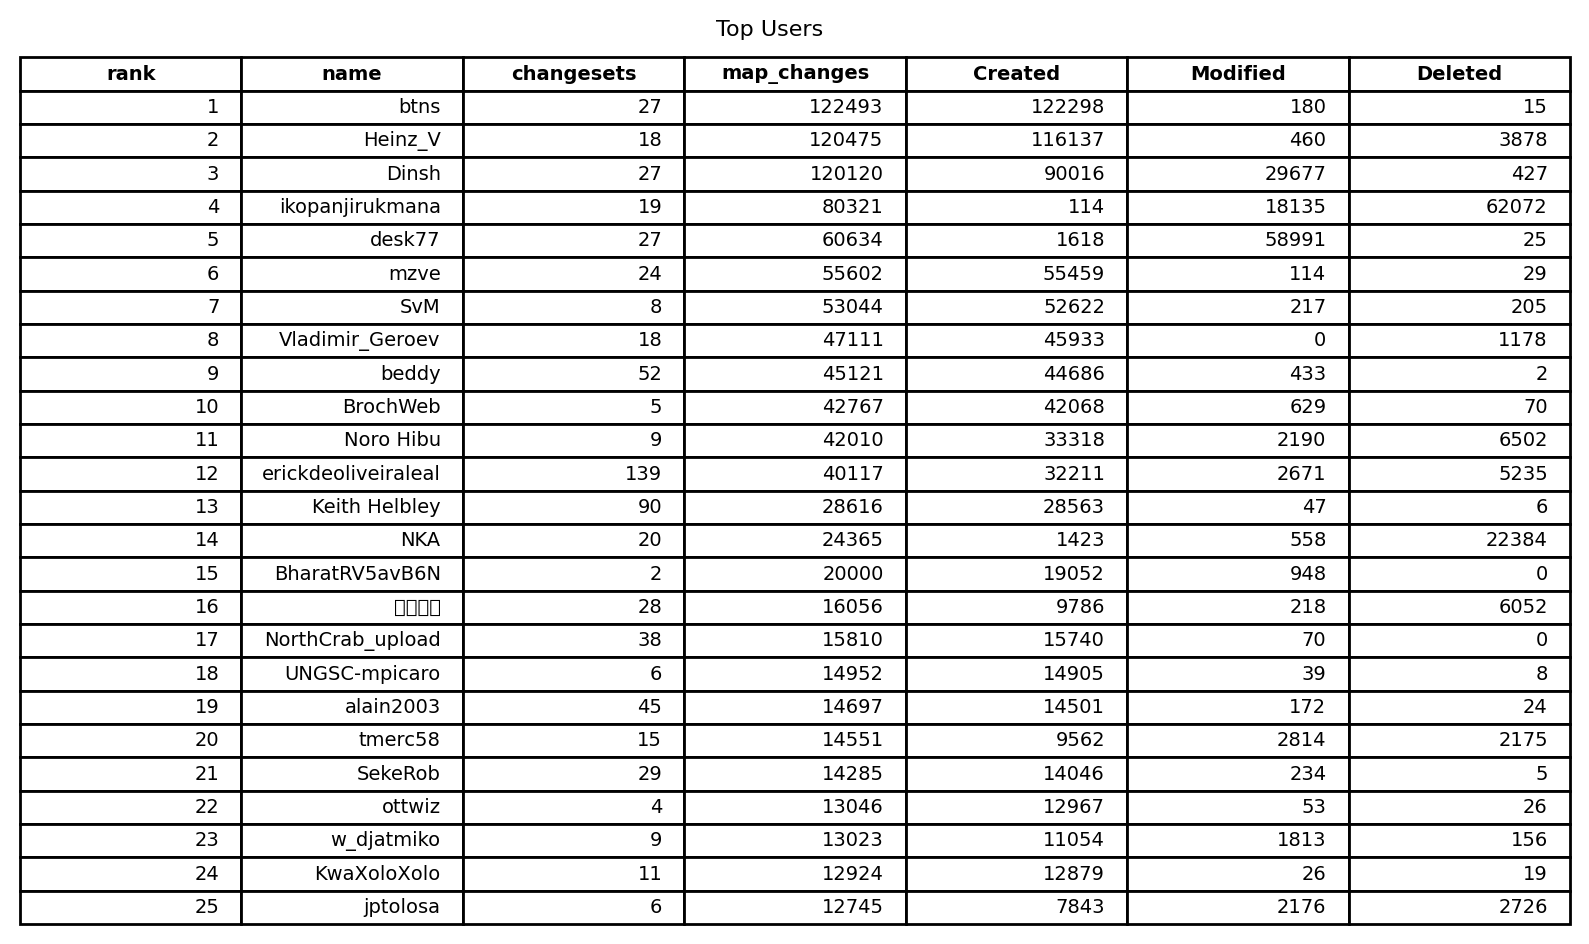 Top Users
rank name changesets map_changes Created Modified Deleted
1 btns 27 122493 122298 180 15
2 Heinz_V 18 120475 116137 460 3878
3 Dinsh 27 120120 90016 29677 427
4 ikopanjirukmana 19 80321 114 18135 62072
5 desk77 27 60634 1618 58991 25
6 mzve 24 55602 55459 114 29
7 SvM 8 53044 52622 217 205
8 Vladimir_Geroev 18 47111 45933 0 1178
9 beddy 52 45121 44686 433 2
10 BrochWeb 5 42767 42068 629 70
11 Noro Hibu 9 42010 33318 2190 6502
12 erickdeoliveiraleal 139 40117 32211 2671 5235
13 Keith Helbley 90 28616 28563 47 6
14 NKA 20 24365 1423 558 22384
15 BharatRV5avB6N 2 20000 19052 948 0
16 28 16056 9786 218 6052
17 NorthCrab_upload 38 15810 15740 70 0
18 UNGSC-mpicaro 6 14952 14905 39 8
19 alain2003 45 14697 14501 172 24
20 tmerc58 15 14551 9562 2814 2175
21 SekeRob 29 14285 14046 234 5
22 ottwiz 4 13046 12967 53 26
23 w_djatmiko 9 13023 11054 1813 156
24 KwaXoloXolo 11 12924 12879 26 19
25 jptolosa 6 12745 7843 2176 2726